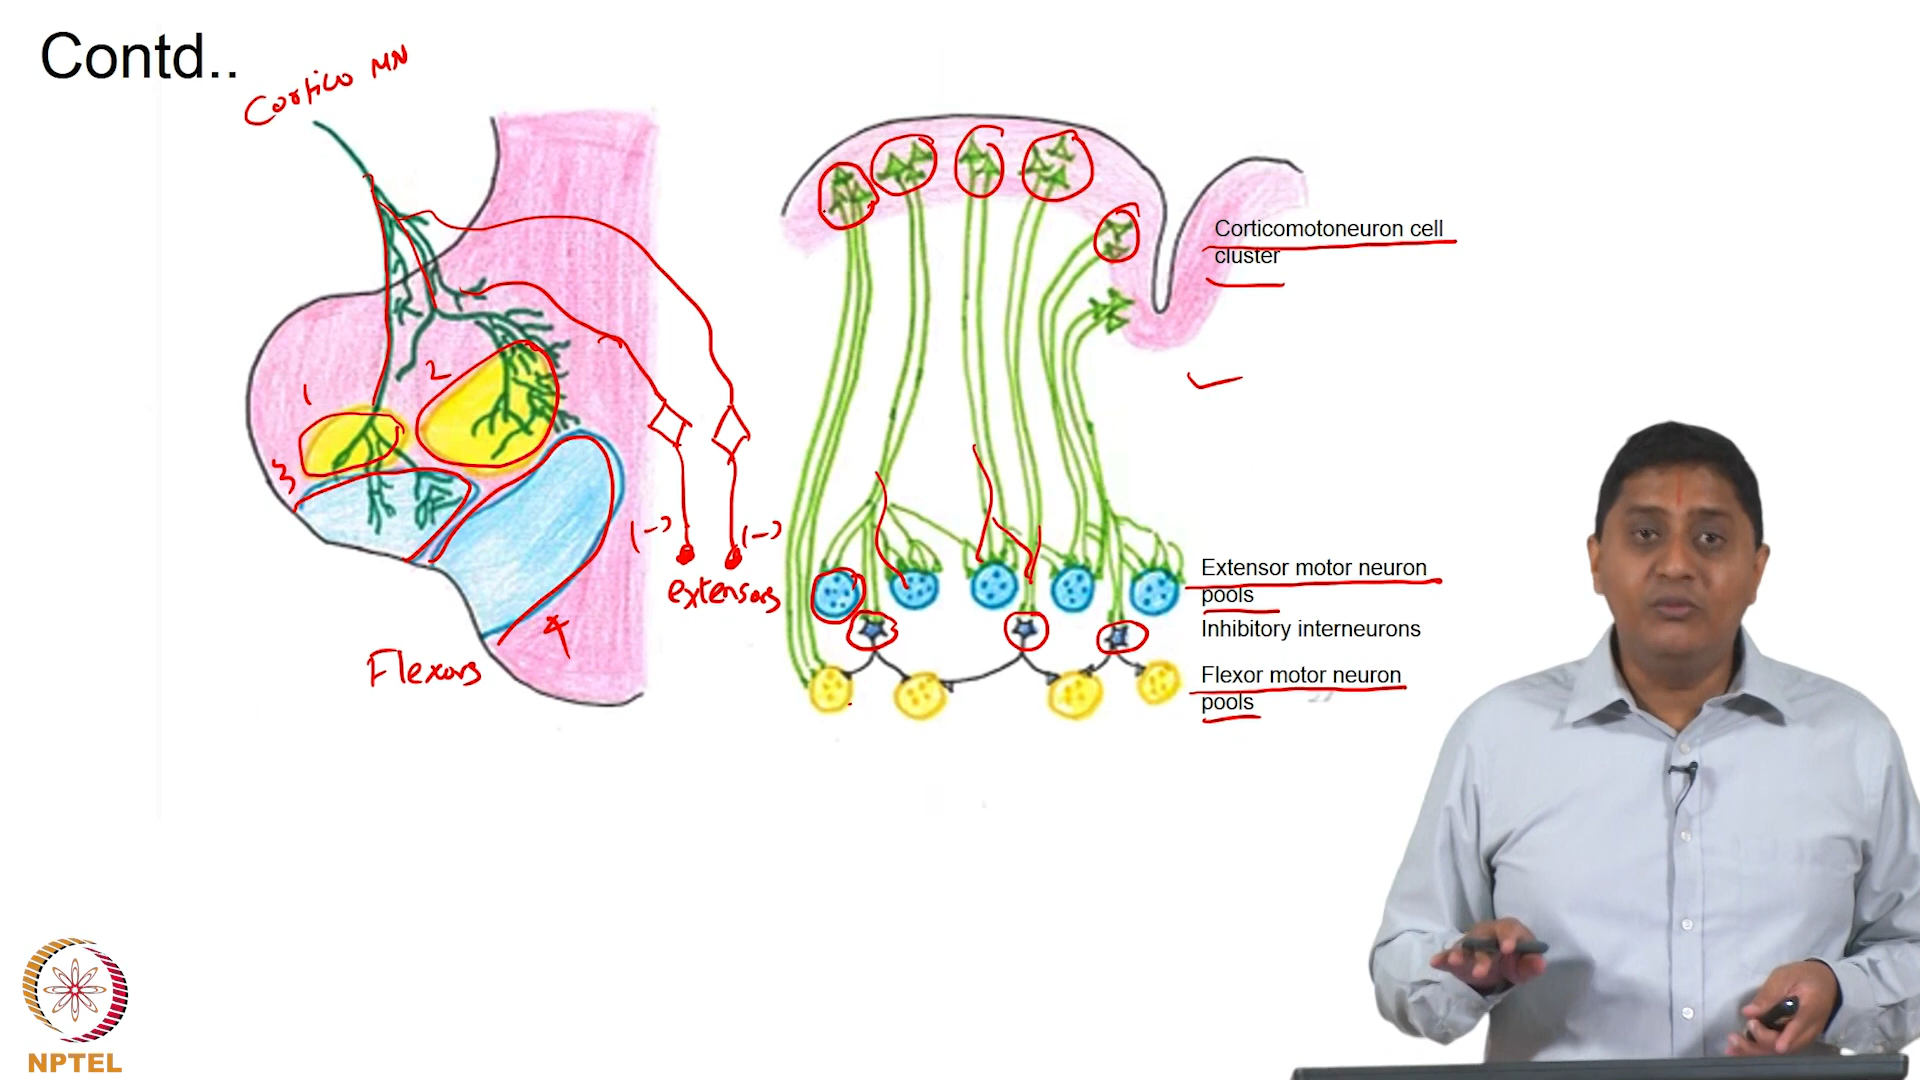 Contd..
Cortico MN
1
2
3
4
(-)
(-)
extensors
Flexors
Corticomotoneuron cell
cluster
Extensor motor neuron
pools
Inhibitory interneurons
Flexor motor neuron
pools
NPTEL